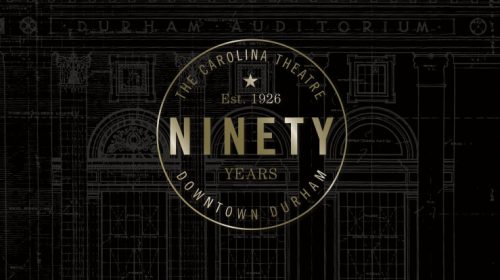 DURHAM AUDITORIUM
THE CAROLINA THEATRE
Est. 1926
NINETY
YEARS
DOWNTOWN DURHAM